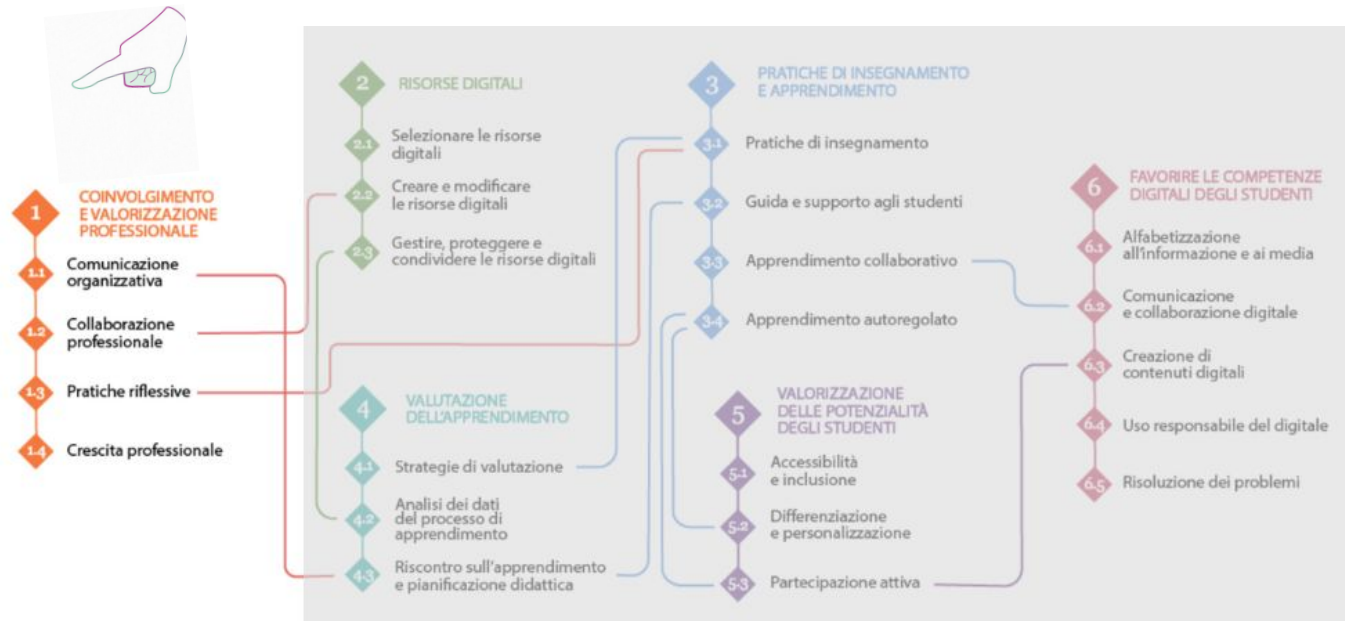 1
COINVOLGIMENTO
E VALORIZZAZIONE
PROFESSIONALE
1.1
Comunicazione
organizzativa
1.2
Collaborazione
professionale
1.3
Pratiche riflessive
1.4
Crescita professionale
2
RISORSE DIGITALI
2.1
Selezionare le risorse
digitali
2.2
Creare e modificare
le risorse digitali
2.3
Gestire, proteggere e
condividere le risorse digitali
3
PRATICHE DI INSEGNAMENTO
E APPRENDIMENTO
3.1
Pratiche di insegnamento
3.2
Guida e supporto agli studenti
3.3
Apprendimento collaborativo
3.4
Apprendimento autoregolato
4
VALUTAZIONE
DELL'APPRENDIMENTO
4.1
Strategie di valutazione
4.2
Analisi dei dati
del processo di
apprendimento
4.3
Riscontro sull'apprendimento
e pianificazione didattica
5
VALORIZZAZIONE
DELLE POTENZIALITÀ
DEGLI STUDENTI
5.1
Accessibilità
e inclusione
5.2
Differenziazione
e personalizzazione
5.3
Partecipazione attiva
6
FAVORIRE LE COMPETENZE
DIGITALI DEGLI STUDENTI
6.1
Alfabetizzazione
all'informazione e ai media
6.2
Comunicazione
e collaborazione digitale
6.3
Creazione di
contenuti digitali
6.4
Uso responsabile del digitale
6.5
Risoluzione dei problemi